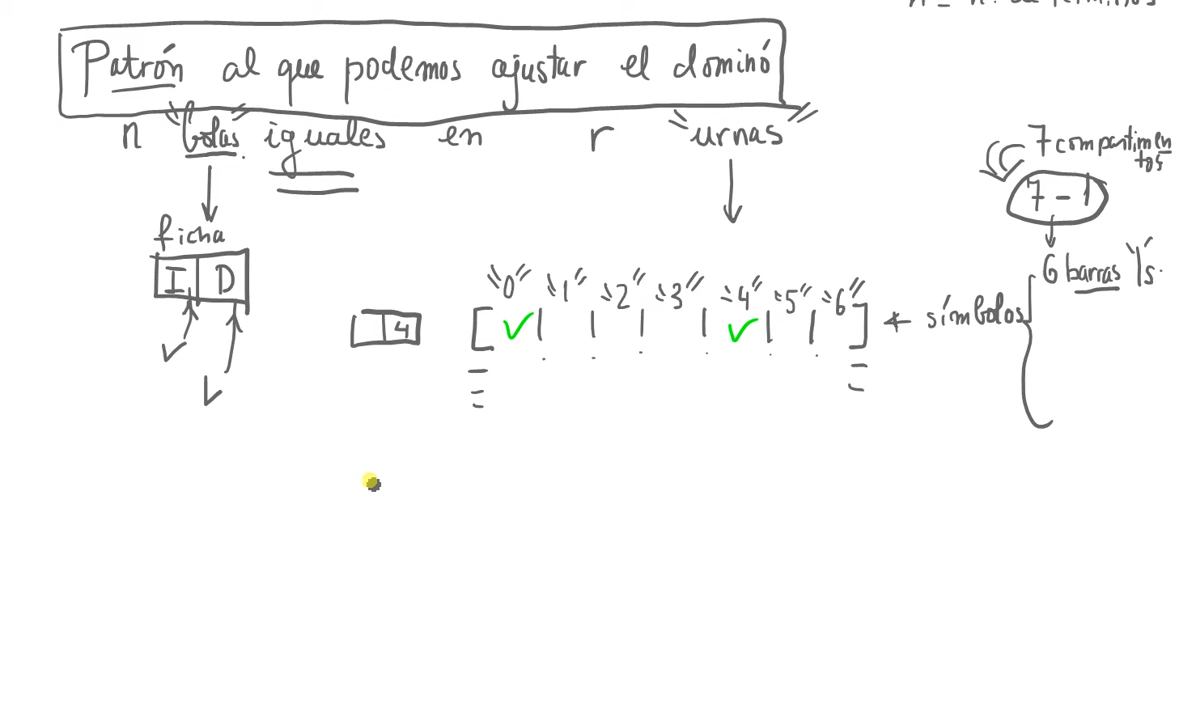 Patrón al que podemos ajustar el dominó
n "bolas" iguales en r "urnas"
7 compartimentos
7 - 1
6 barras "|"s.
ficha
I D
"0" "1" "2" "3" "4" "5" "6"
4 [ ✓ | | | | ✓ | | ] ← símbolos